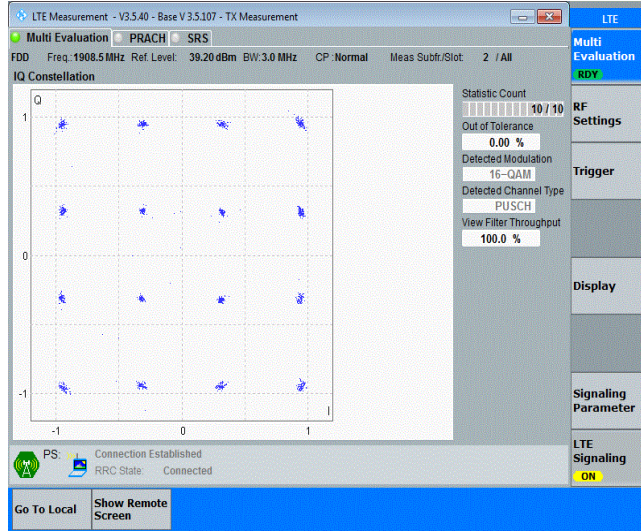 LTE Measurement - V3.5.40 - Base V 3.5.107 - TX Measurement
LTE
Multi Evaluation PRACH SRS
FDD Freq.:1908.5 MHz Ref. Level: 39.20 dBm BW:3.0 MHz CP :Normal Meas Subfr./Slot: 2 / All
IQ Constellation
Q
1
0
-1
I
-1 0 1
Statistic Count
10 / 10
Out of Tolerance
0.00 %
Detected Modulation
16-QAM
Detected Channel Type
PUSCH
View Filter Throughput
100.0 %
Multi
Evaluation
RDY
RF
Settings
Trigger
Display
Signaling
Parameter
LTE
Signaling
ON
PS: Connection Established
RRC State: Connected
Go To Local
Show Remote
Screen